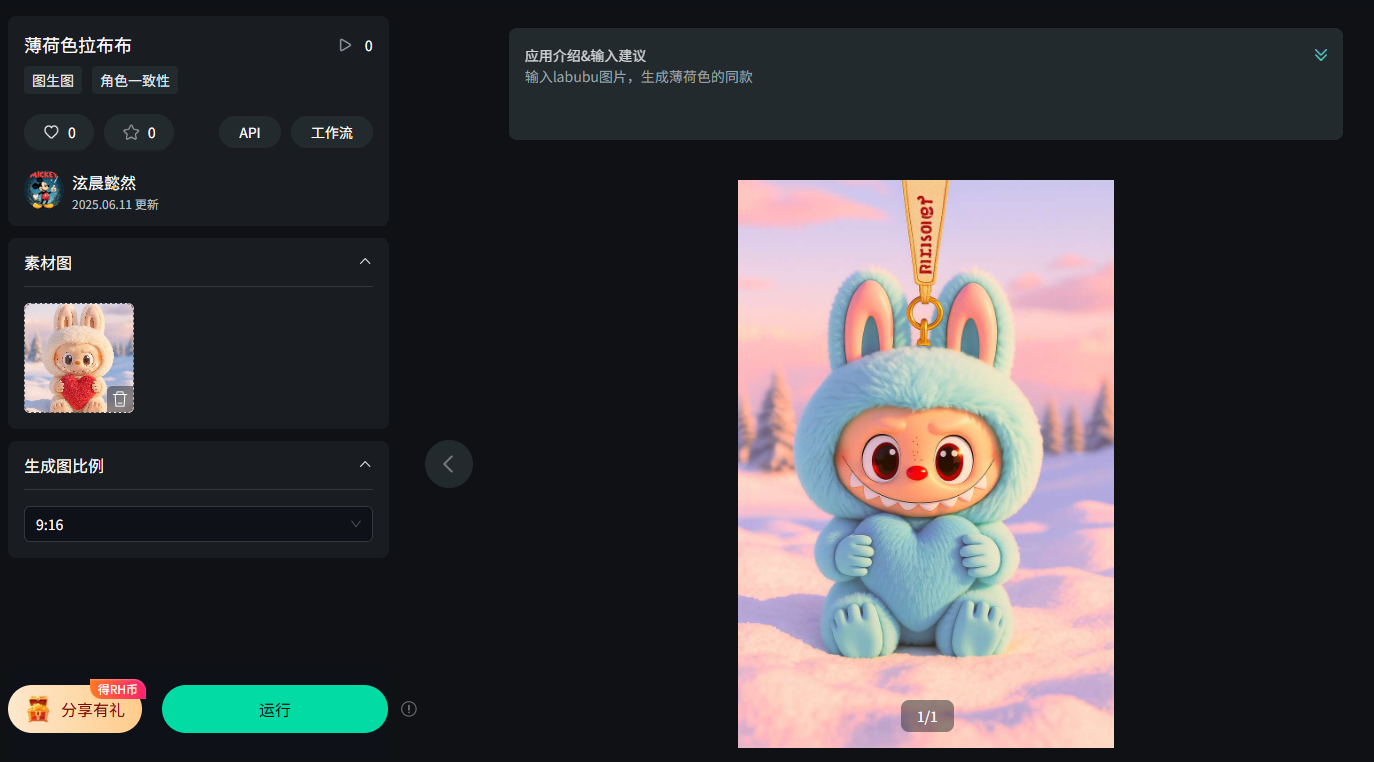 薄荷色拉布布
0
图生图
角色一致性
0
0
API
工作流
MICKEY
泫晨懿然
2025.06.11 更新
素材图
生成图比例
9:16
得RH币
分享有礼
运行
应用介绍&输入建议
输入labubu图片，生成薄荷色的同款
1/1